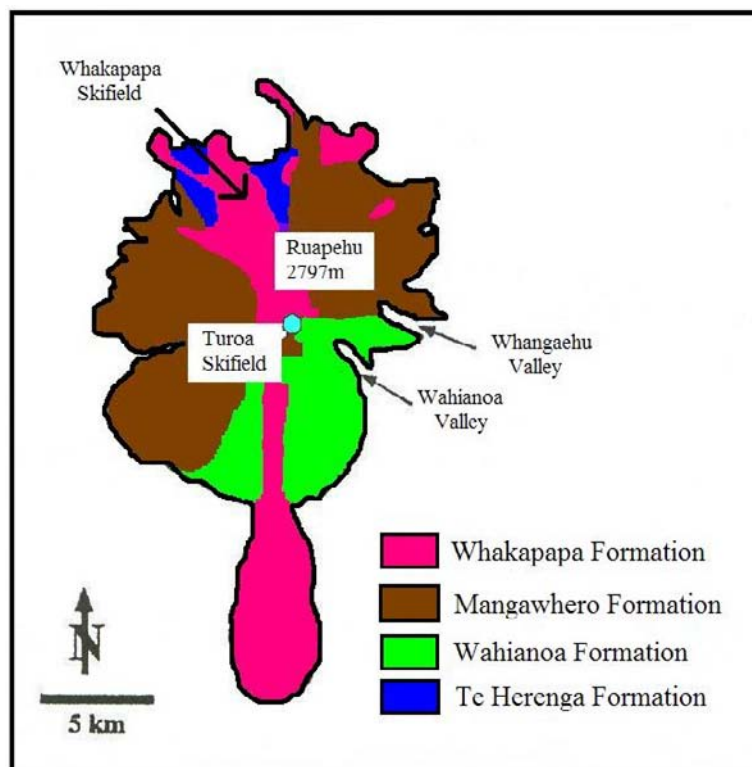 Whakapapa
Skifield
Ruapehu
2797m
Turoa
Skifield
Whangaehu
Valley
Wahianoa
Valley
Whakapapa Formation
Mangawhero Formation
Wahianoa Formation
Te Herenga Formation
N
5 km